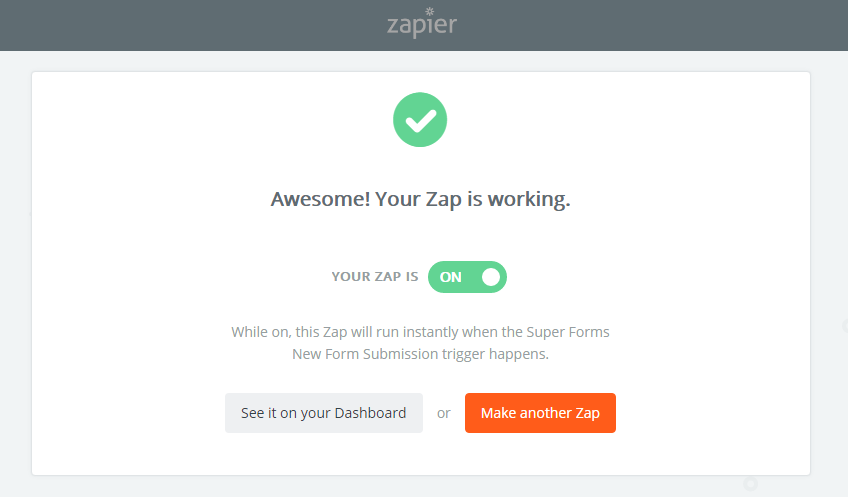 zapier
Awesome! Your Zap is working.
YOUR ZAP IS ON
While on, this Zap will run instantly when the Super Forms
New Form Submission trigger happens.
See it on your Dashboard or Make another Zap